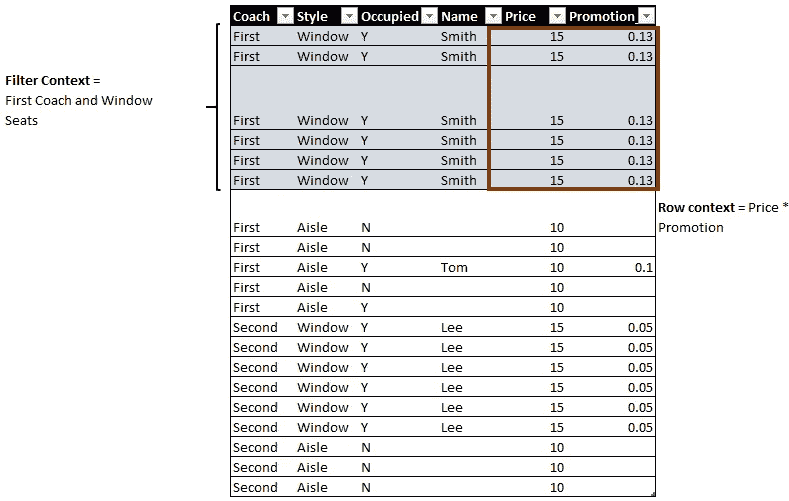 Coach Style Occupied Name Price Promotion
First Window Y Smith 15 0.13
First Window Y Smith 15 0.13
Filter Context =
First Coach and Window
Seats
First Window Y Smith 15 0.13
First Window Y Smith 15 0.13
First Window Y Smith 15 0.13
First Window Y Smith 15 0.13
Row context = Price *
Promotion
First Aisle N 10
First Aisle N 10
First Aisle Y Tom 10 0.1
First Aisle N 10
First Aisle Y 10
Second Window Y Lee 15 0.05
Second Window Y Lee 15 0.05
Second Window Y Lee 15 0.05
Second Window Y Lee 15 0.05
Second Window Y Lee 15 0.05
Second Window Y Lee 15 0.05
Second Aisle N 10
Second Aisle N 10
Second Aisle N 10